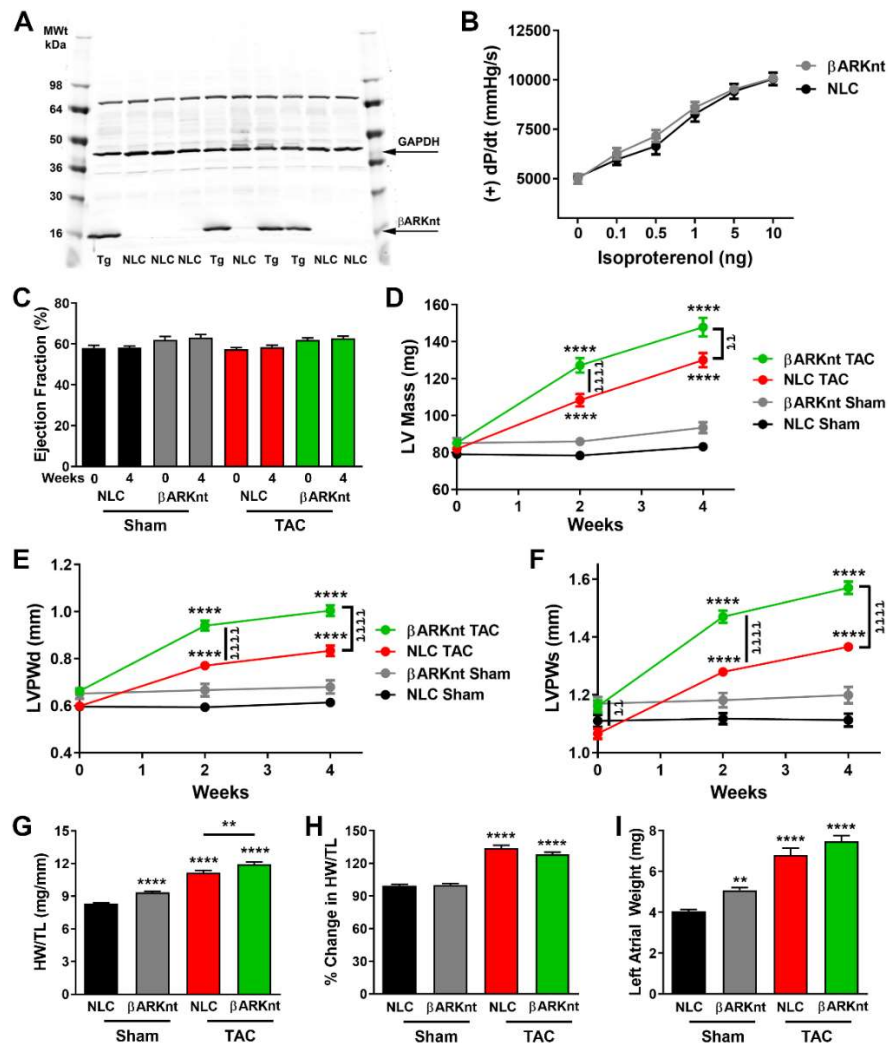 A
MWt
kDa
98
64
50
36
30
16
GAPDH
βARKnt
Tg NLC NLC NLC Tg NLC Tg Tg NLC NLC
B
(+) dP/dt (mmHg/s)
12500
10000
7500
5000
0 0.1 0.5 1 5 10
Isoproterenol (ng)
βARKnt
NLC
C
Ejection Fraction (%)
80
60
40
20
0
Weeks 0 4 0 4 0 4 0 4
NLC βARKnt NLC βARKnt
Sham TAC
D
LV Mass (mg)
160
140
120
100
80
60
0 2 4
Weeks
****
****
****
****
βARKnt TAC
NLC TAC
βARKnt Sham
NLC Sham
E
LVPWd (mm)
1.2
1.0
0.8
0.6
0.4
0 1 2 3 4
Weeks
****
****
****
****
βARKnt TAC
NLC TAC
βARKnt Sham
NLC Sham
F
LVPWs (mm)
1.6
1.4
1.2
1.0
0 1 2 3 4
Weeks
****
****
****
****
G
HW/TL (mg/mm)
15
12
9
6
3
0
****
****
**
****
NLC βARKnt NLC βARKnt
Sham TAC
H
% Change in HW/TL
150
120
90
60
30
0
****
****
NLC βARKnt NLC βARKnt
Sham TAC
I
Left Atrial Weight (mg)
8
6
4
2
0
**
****
****
NLC βARKnt NLC βARKnt
Sham TAC